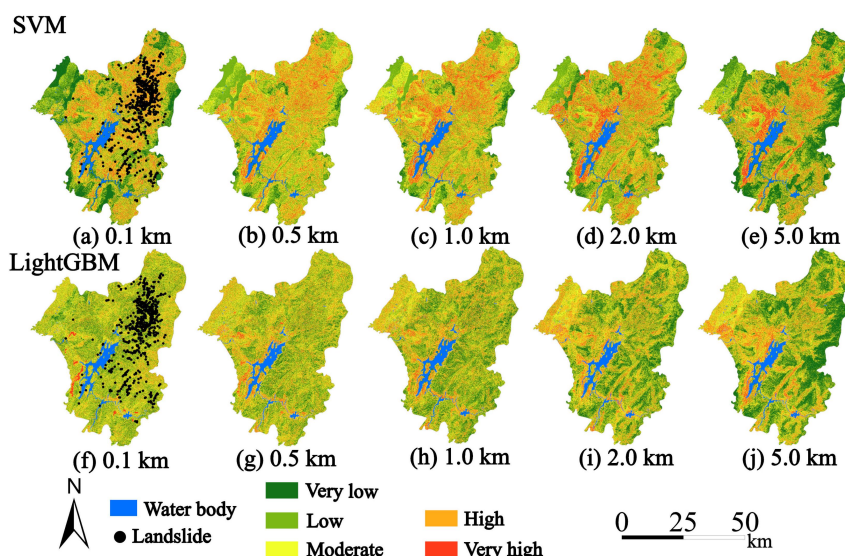 SVM
(a) 0.1 km
(b) 0.5 km
(c) 1.0 km
(d) 2.0 km
(e) 5.0 km
LightGBM
(f) 0.1 km
(g) 0.5 km
(h) 1.0 km
(i) 2.0 km
(j) 5.0 km
N
Water body
Landslide
Very low
Low
Moderate
High
Very high
0 25 50
km